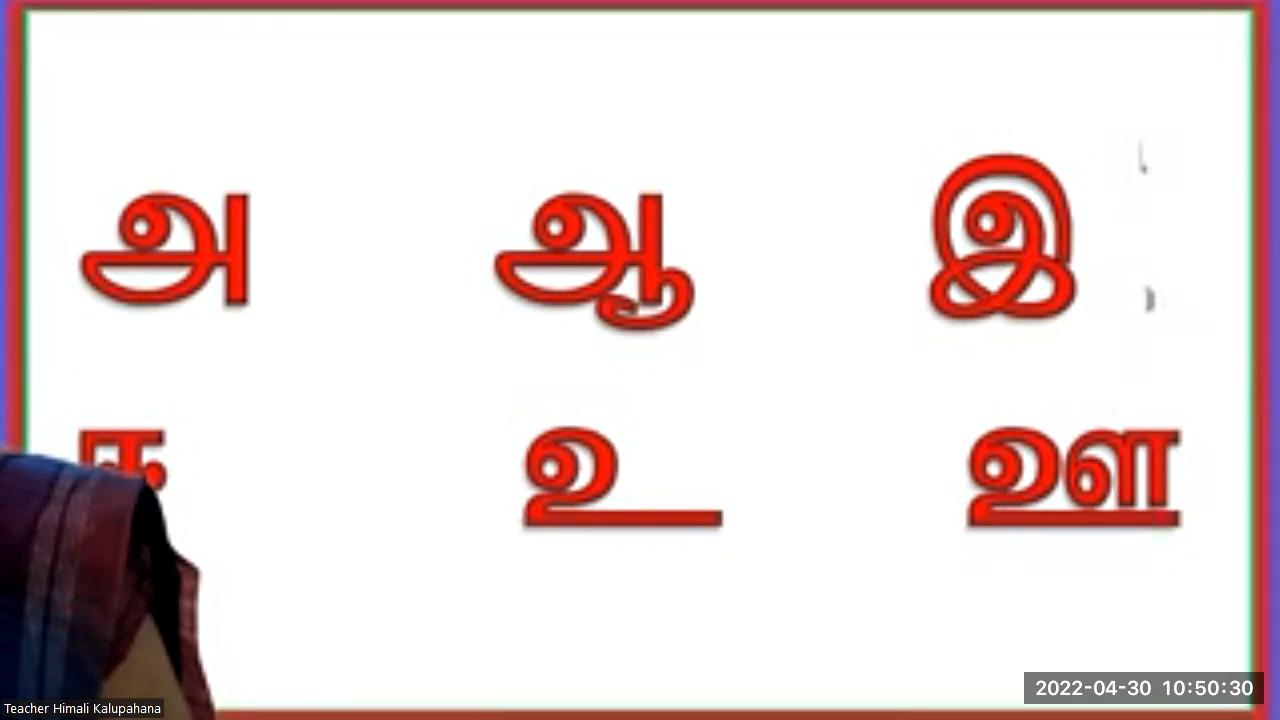 அ ஆ இ
உ ஊ
Teacher Himali Kalupahana
2022-04-30 10:50:30